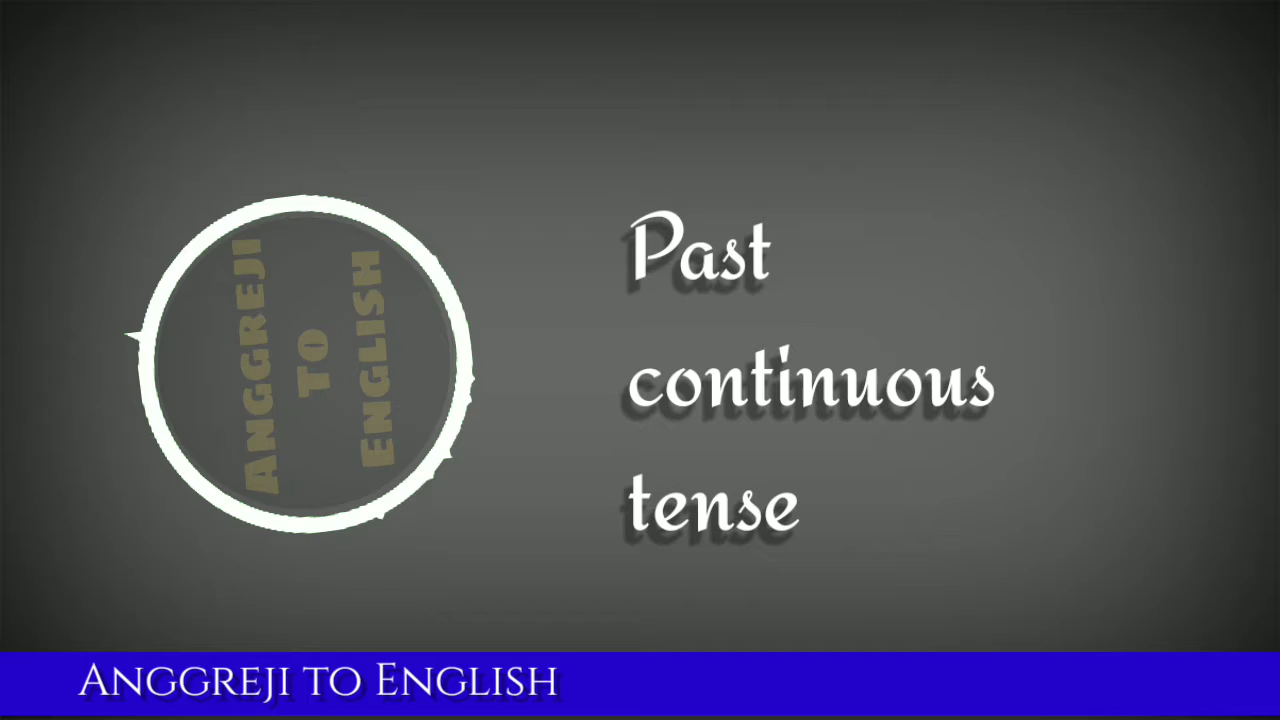 ANGGREJI
TO
ENGLISH
Past
continuous
tense
ANGGREJI TO ENGLISH